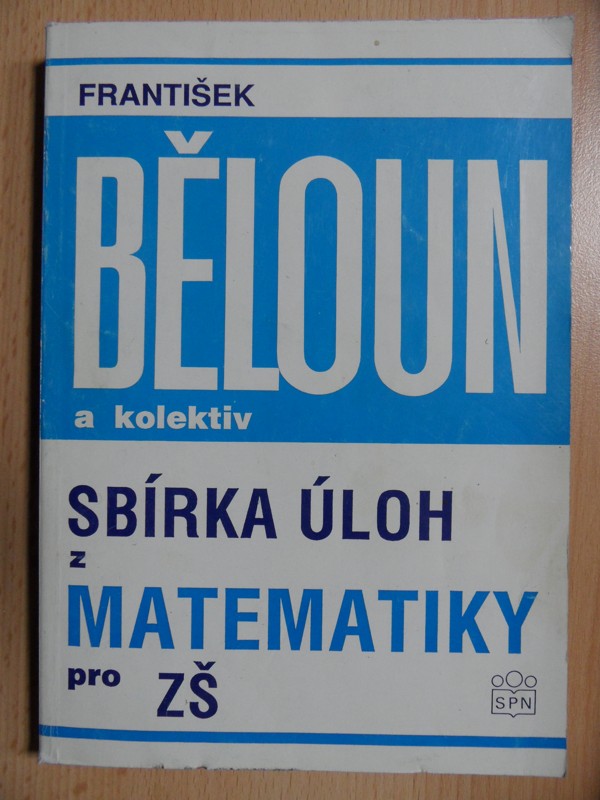 FRANTIŠEK
BĚLOUN
a kolektiv
SBÍRKA ÚLOH
z
MATEMATIKY
pro ZŠ
SPN